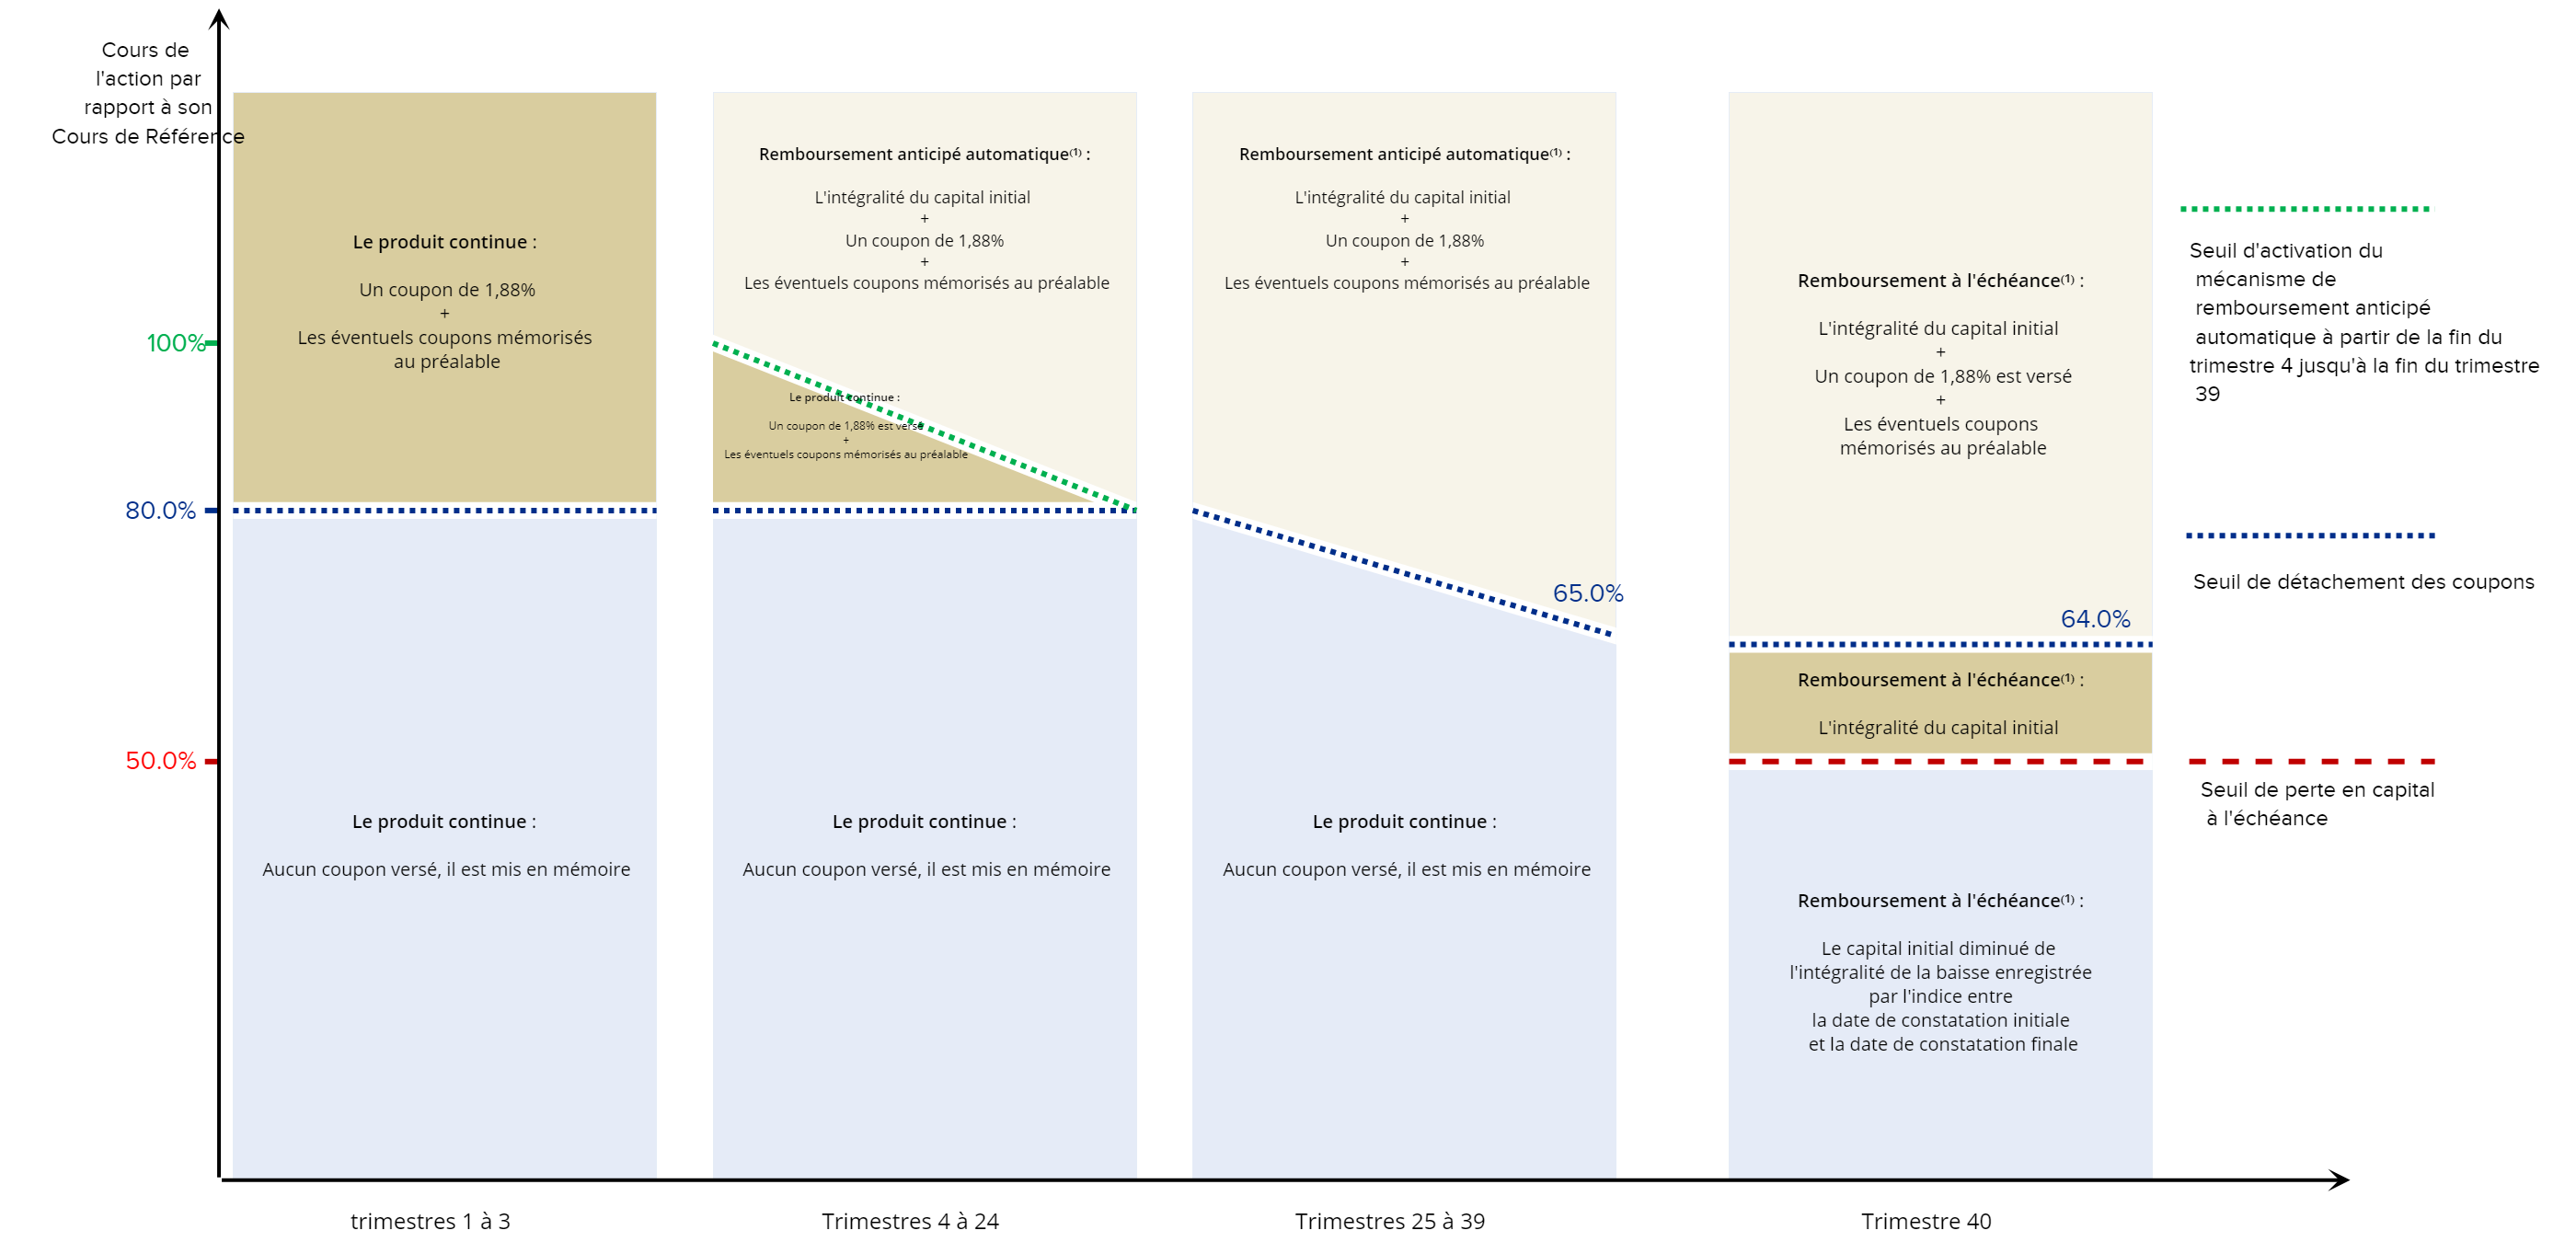 Cours de
l'action par
rapport à son
Cours de Référence
100%
80.0%
50.0%
Le produit continue :
Un coupon de 1,88%
+
Les éventuels coupons mémorisés
au préalable
Le produit continue :
Aucun coupon versé, il est mis en mémoire
trimestres 1 à 3
Remboursement anticipé automatique⁽¹⁾ :
L'intégralité du capital initial
+
Un coupon de 1,88%
+
Les éventuels coupons mémorisés au préalable
Le produit continue :
Un coupon de 1,88% est versé
+
Les éventuels coupons mémorisés au préalable
Le produit continue :
Aucun coupon versé, il est mis en mémoire
Trimestres 4 à 24
Remboursement anticipé automatique⁽¹⁾ :
L'intégralité du capital initial
+
Un coupon de 1,88%
+
Les éventuels coupons mémorisés au préalable
65.0%
Le produit continue :
Aucun coupon versé, il est mis en mémoire
Trimestres 25 à 39
Remboursement à l'échéance⁽¹⁾ :
L'intégralité du capital initial
+
Un coupon de 1,88% est versé
+
Les éventuels coupons
mémorisés au préalable
64.0%
Remboursement à l'échéance⁽¹⁾ :
L'intégralité du capital initial
Remboursement à l'échéance⁽¹⁾ :
Le capital initial diminué de
l'intégralité de la baisse enregistrée
par l'indice entre
la date de constatation initiale
et la date de constatation finale
Trimestre 40
Seuil d'activation du
mécanisme de
remboursement anticipé
automatique à partir de la fin du
trimestre 4 jusqu'à la fin du trimestre
39
Seuil de détachement des coupons
Seuil de perte en capital
à l'échéance